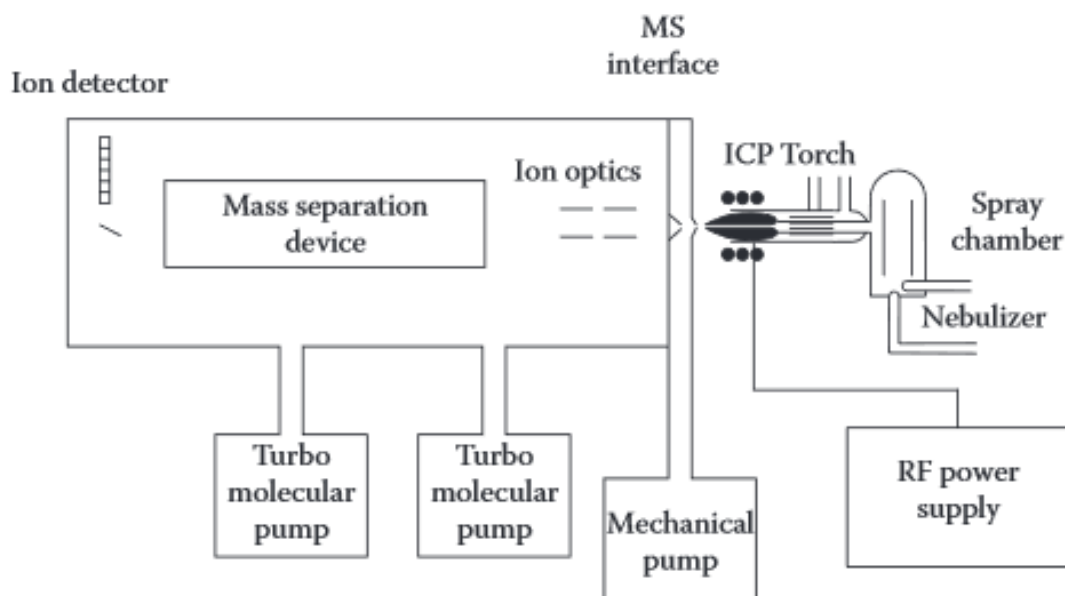 MS
interface
Ion detector
ICP Torch
Ion optics
Mass separation
device
Spray
chamber
Nebulizer
Turbo
molecular
pump
Turbo
molecular
pump
Mechanical
pump
RF power
supply